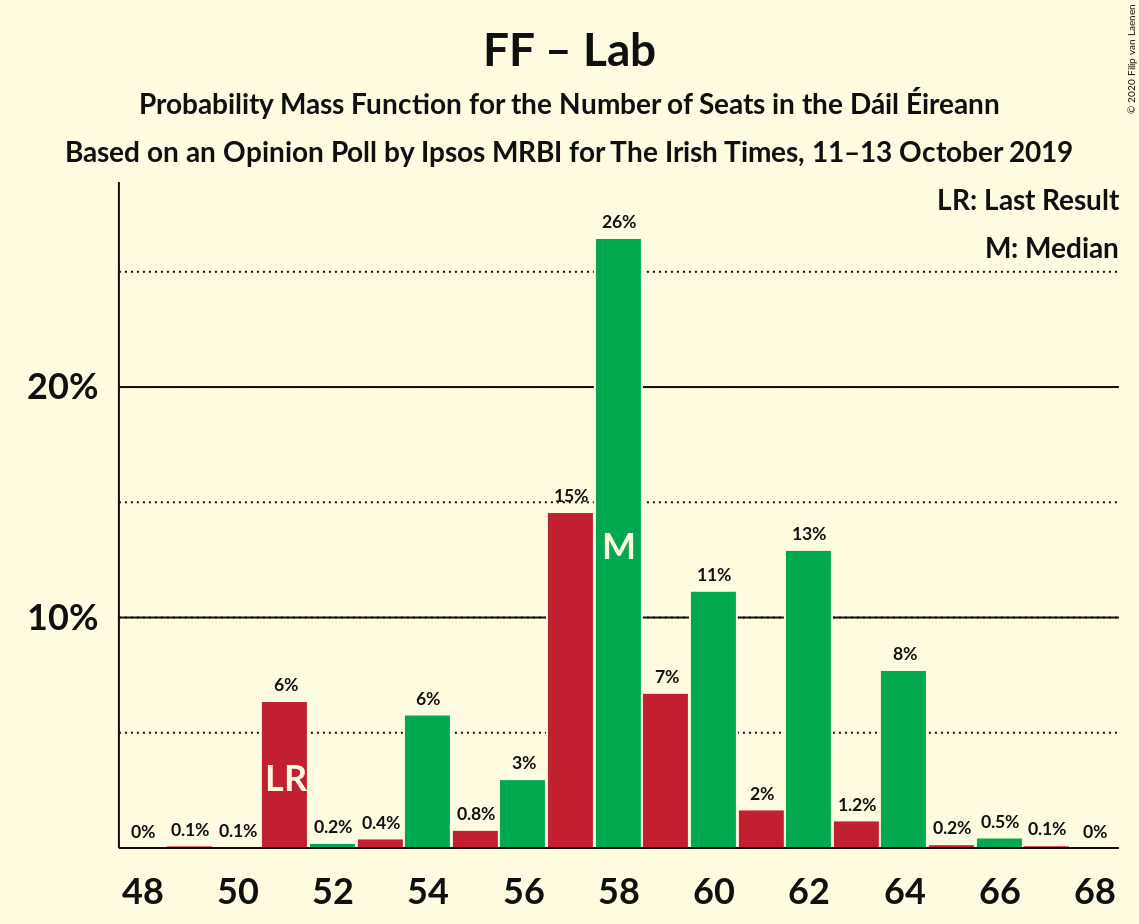 FF – Lab
Probability Mass Function for the Number of Seats in the Dáil Éireann
Based on an Opinion Poll by Ipsos MRBI for The Irish Times, 11–13 October 2019
© 2020 Filip van Laenen
LR: Last Result
M: Median
20%
10%
0%
0.1%
0.1%
6%
0.2%
0.4%
6%
0.8%
3%
15%
26%
7%
11%
2%
13%
1.2%
8%
0.2%
0.5%
0.1%
0%
LR
M
48 50 52 54 56 58 60 62 64 66 68